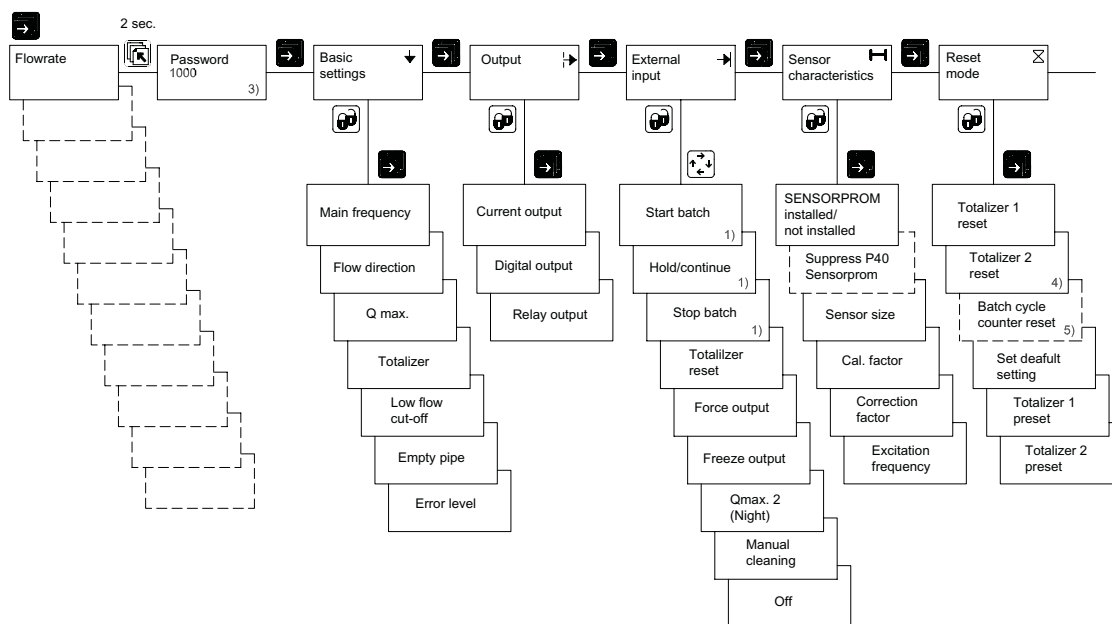 2 sec.
Flowrate
Password
1000
3)
Basic
settings
Output
External
input
Sensor
characteristics
Reset
mode
Main frequency
Flow direction
Q max.
Totalizer
Low flow
cut-off
Empty pipe
Error level
Current output
Digital output
Relay output
Start batch
1)
Hold/continue
1)
Stop batch
1)
Totalilzer
reset
Force output
Freeze output
Qmax. 2
(Night)
Manual
cleaning
Off
SENSORPROM
installed/
not installed
Suppress P40
Sensorprom
Sensor size
Cal. factor
Correction
factor
Excitation
frequency
Totalizer 1
reset
Totalizer 2
reset
4)
Batch cycle
counter reset
5)
Set deafult
setting
Totalizer 1
preset
Totalizer 2
preset